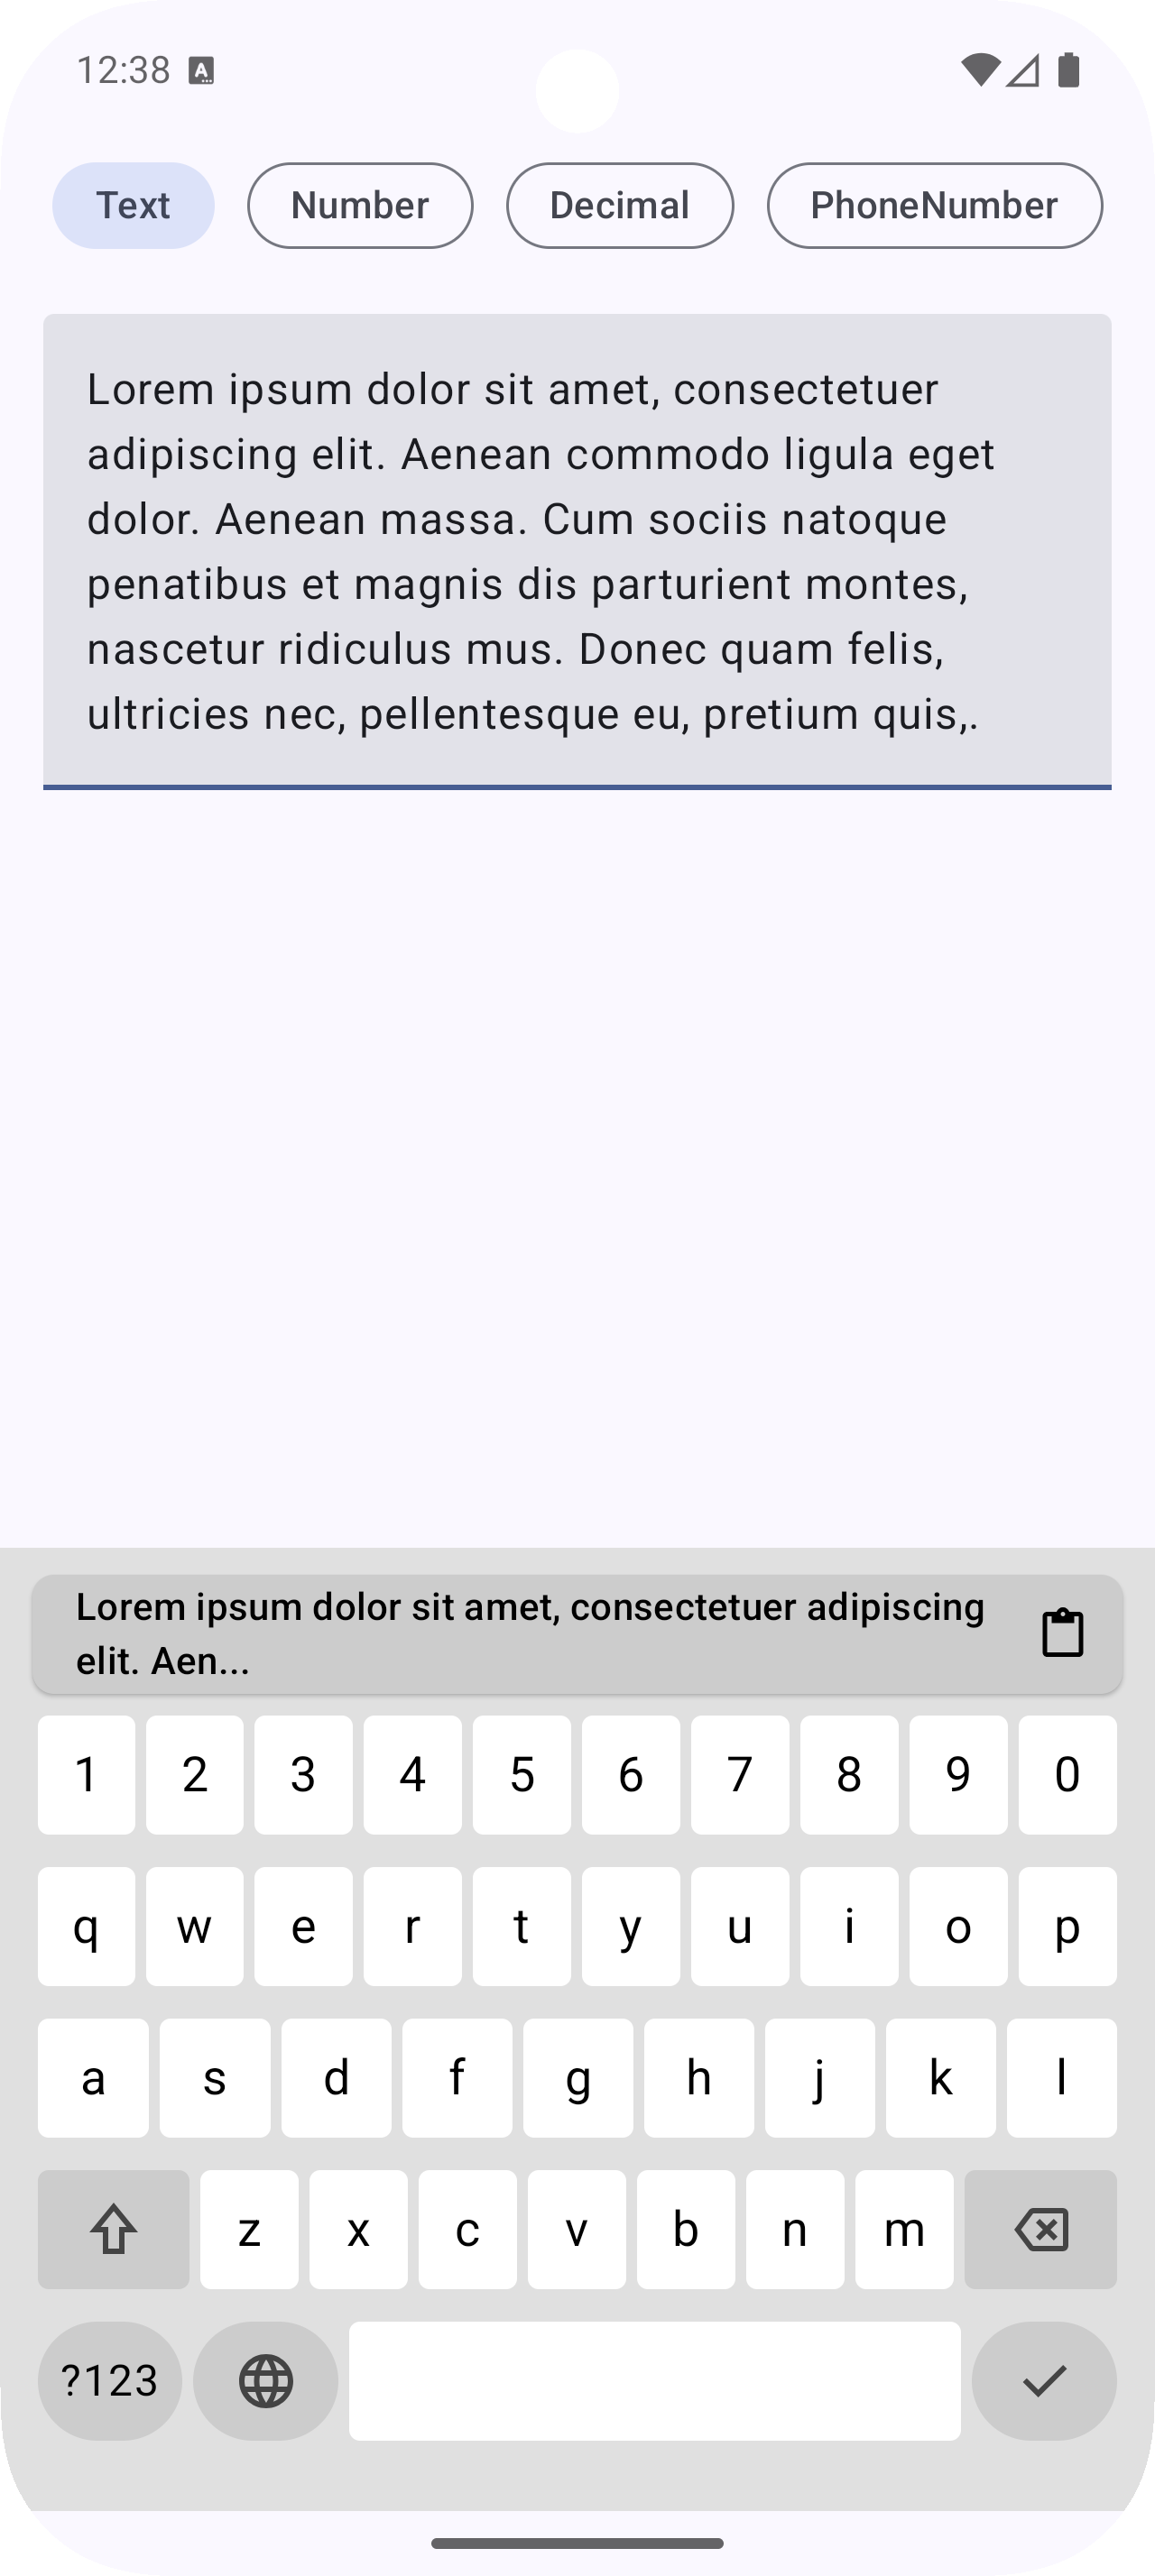 12:38
Text Number Decimal PhoneNumber
Lorem ipsum dolor sit amet, consectetuer
adipiscing elit. Aenean commodo ligula eget
dolor. Aenean massa. Cum sociis natoque
penatibus et magnis dis parturient montes,
nascetur ridiculus mus. Donec quam felis,
ultricies nec, pellentesque eu, pretium quis,.
Lorem ipsum dolor sit amet, consectetuer adipiscing
elit. Aen...
1 2 3 4 5 6 7 8 9 0
q w e r t y u i o p
a s d f g h j k l
z x c v b n m
?123